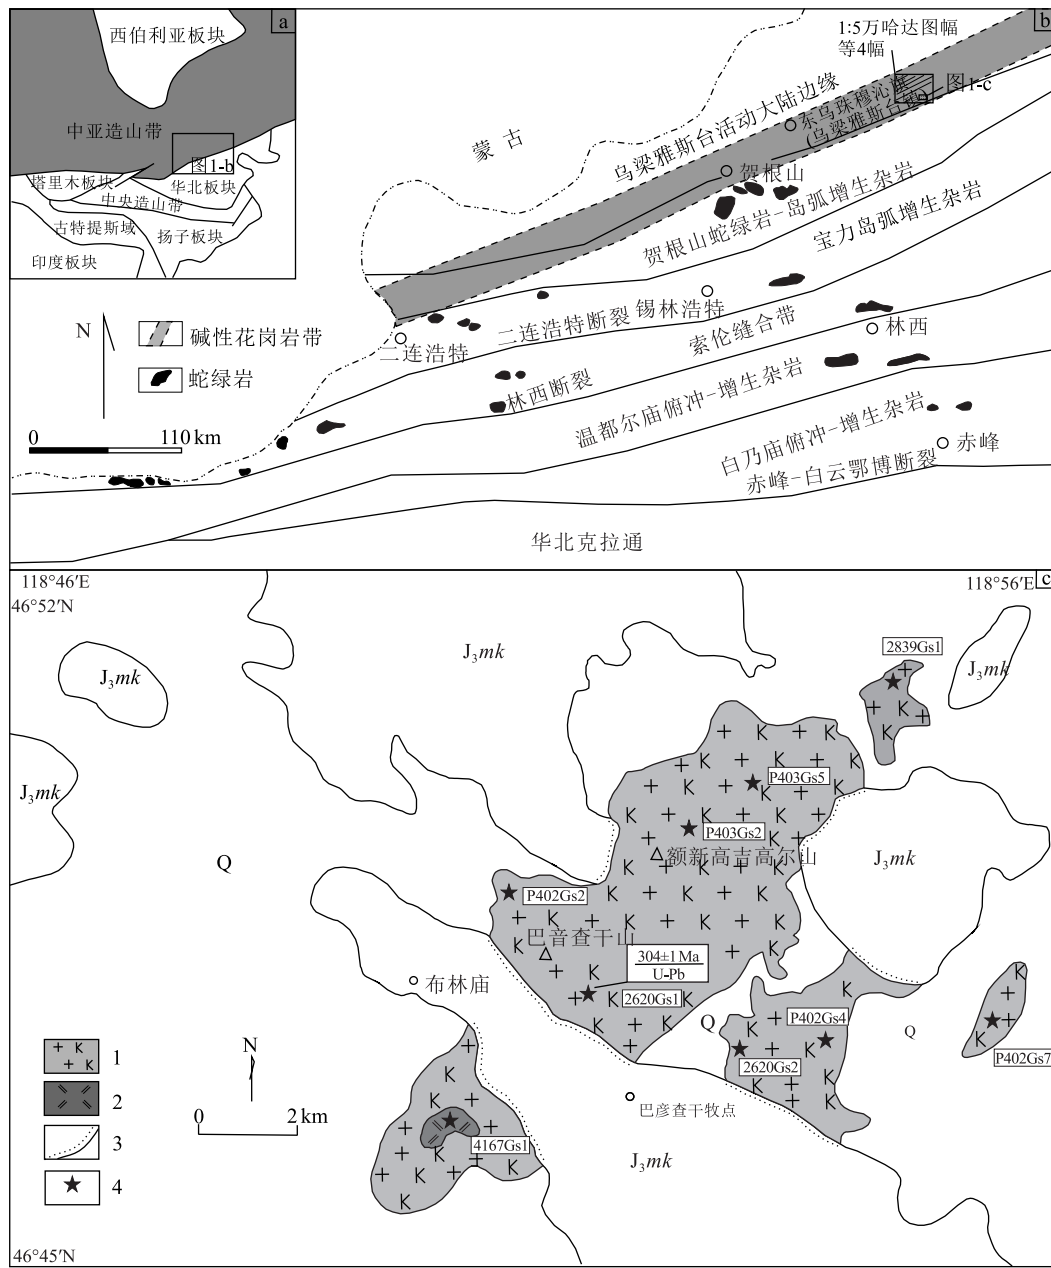 a
西伯利亚板块
中亚造山带
图1-b
塔里木板块
华北板块
中央造山带
古特提斯域
扬子板块
印度板块
b
1:5万哈达图幅
等4幅
图1-c
东乌珠穆沁旗
(乌梁雅斯台镇)
乌梁雅斯台活动大陆边缘
蒙古
贺根山
贺根山蛇绿岩-岛弧增生杂岩
宝力岛弧增生杂岩
N
碱性花岗岩带
蛇绿岩
0
110 km
二连浩特
二连浩特断裂
锡林浩特
索伦缝合带
林西
林西断裂
温都尔庙俯冲-增生杂岩
白乃庙俯冲-增生杂岩
赤峰
赤峰-白云鄂博断裂
华北克拉通
c
118°46′E
46°52′N
118°56′E
J3mk
J3mk
J3mk
J3mk
2839Gs1
P403Gs5
P403Gs2
额新高吉高尔山
J3mk
Q
P402Gs2
巴音查干山
304±1 Ma
U-Pb
2620Gs1
布林庙
Q
P402Gs4
2620Gs2
Q
P402Gs7
巴彦查干牧点
J3mk
4167Gs1
N
0
2 km
1
2
3
4
46°45′N